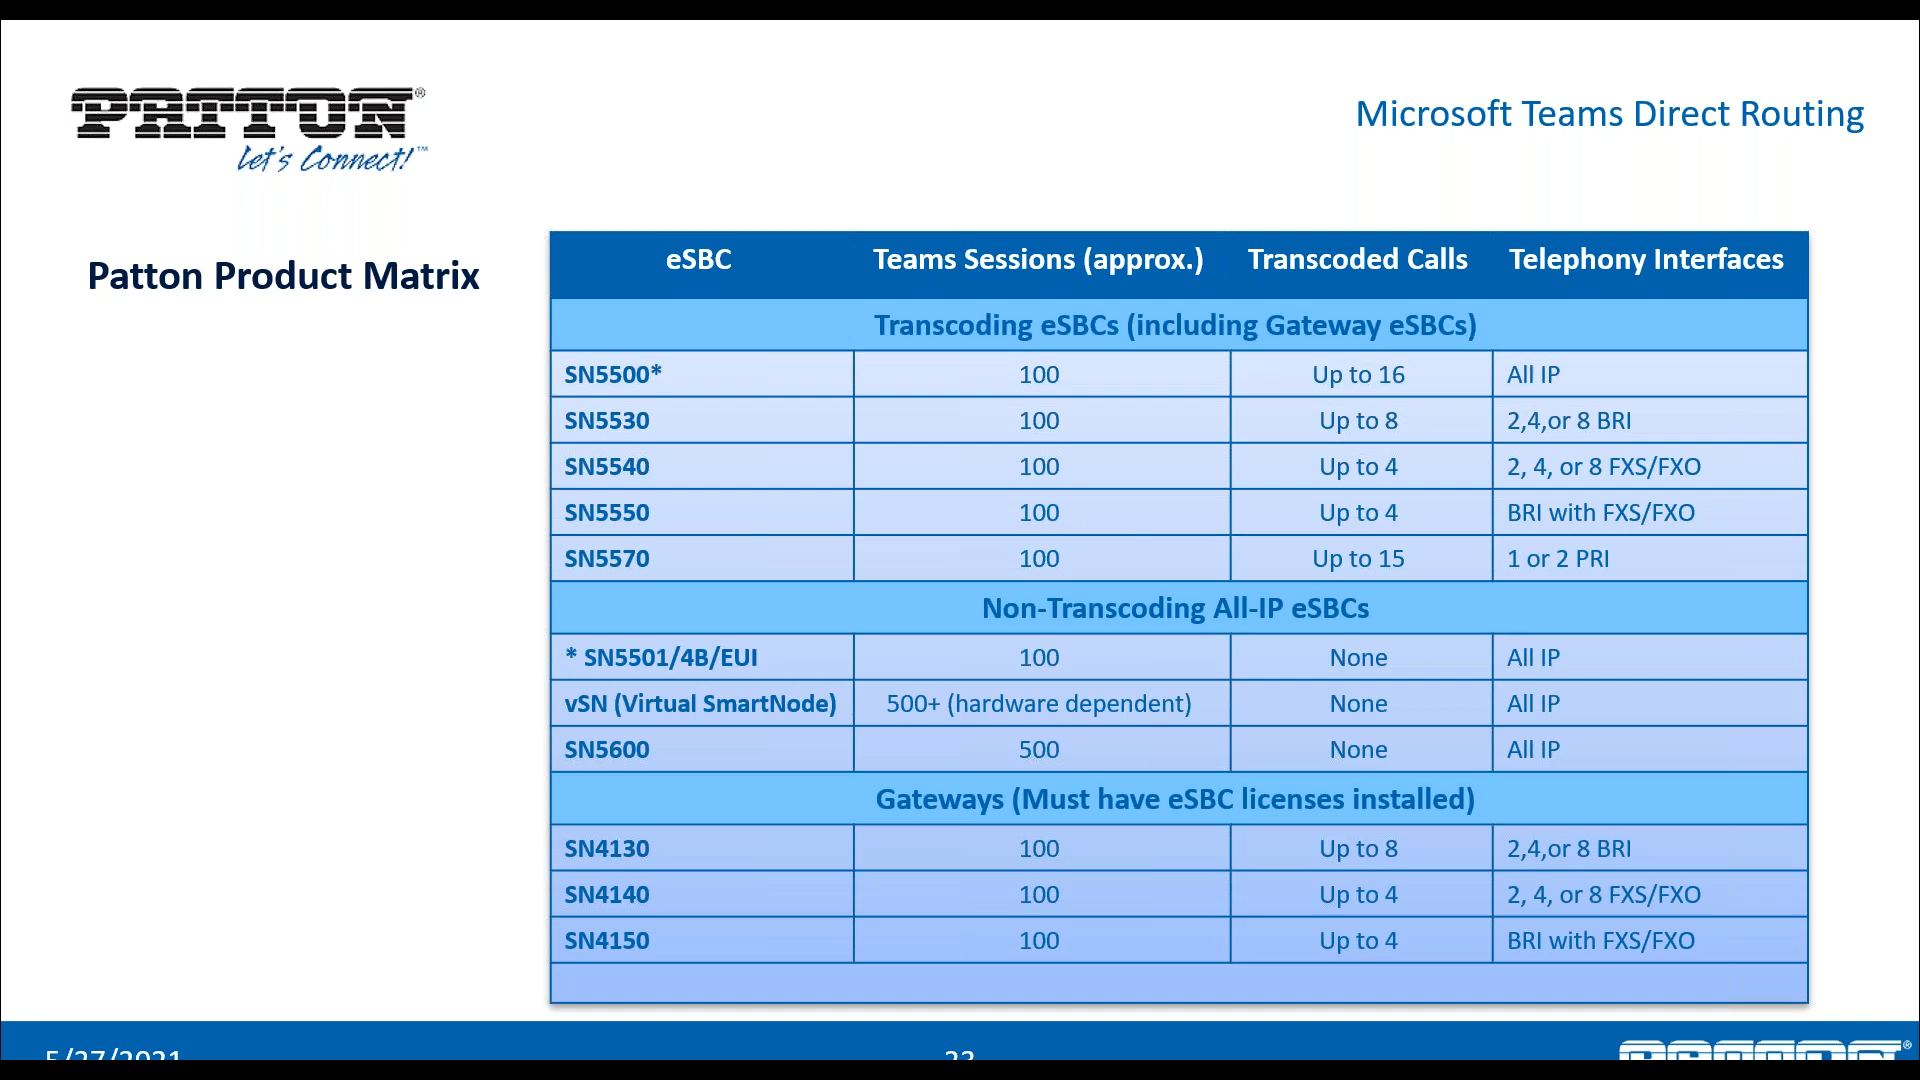 PATTON®
Let's Connect!™
Microsoft Teams Direct Routing
Patton Product Matrix
eSBC Teams Sessions (approx.) Transcoded Calls Telephony Interfaces
Transcoding eSBCs (including Gateway eSBCs)
SN5500* 100 Up to 16 All IP
SN5530 100 Up to 8 2,4,or 8 BRI
SN5540 100 Up to 4 2, 4, or 8 FXS/FXO
SN5550 100 Up to 4 BRI with FXS/FXO
SN5570 100 Up to 15 1 or 2 PRI
Non-Transcoding All-IP eSBCs
* SN5501/4B/EUI 100 None All IP
vSN (Virtual SmartNode) 500+ (hardware dependent) None All IP
SN5600 500 None All IP
Gateways (Must have eSBC licenses installed)
SN4130 100 Up to 8 2,4,or 8 BRI
SN4140 100 Up to 4 2, 4, or 8 FXS/FXO
SN4150 100 Up to 4 BRI with FXS/FXO
5/27/2021 23 PATTON®